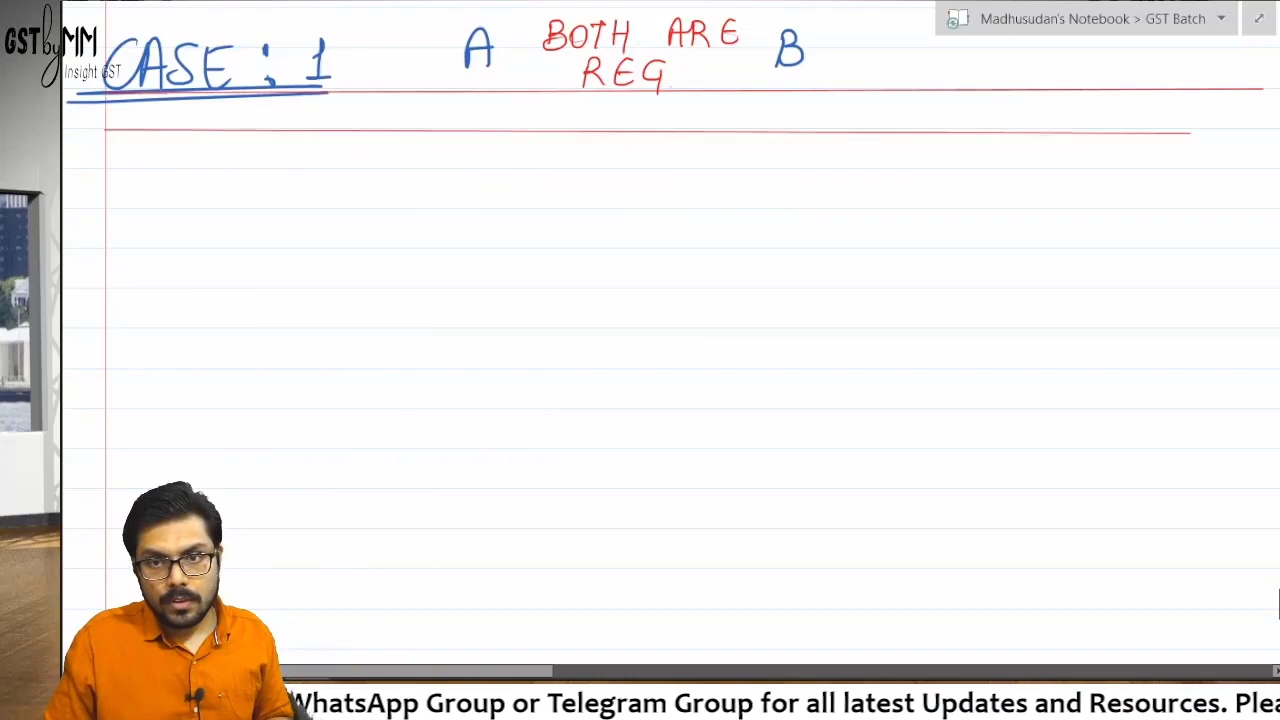 GST by MM
Insight GST
CASE : 1 A BOTH ARE B
REG
Madhusudan's Notebook > GST Batch
WhatsApp Group or Telegram Group for all latest Updates and Resources. Plea